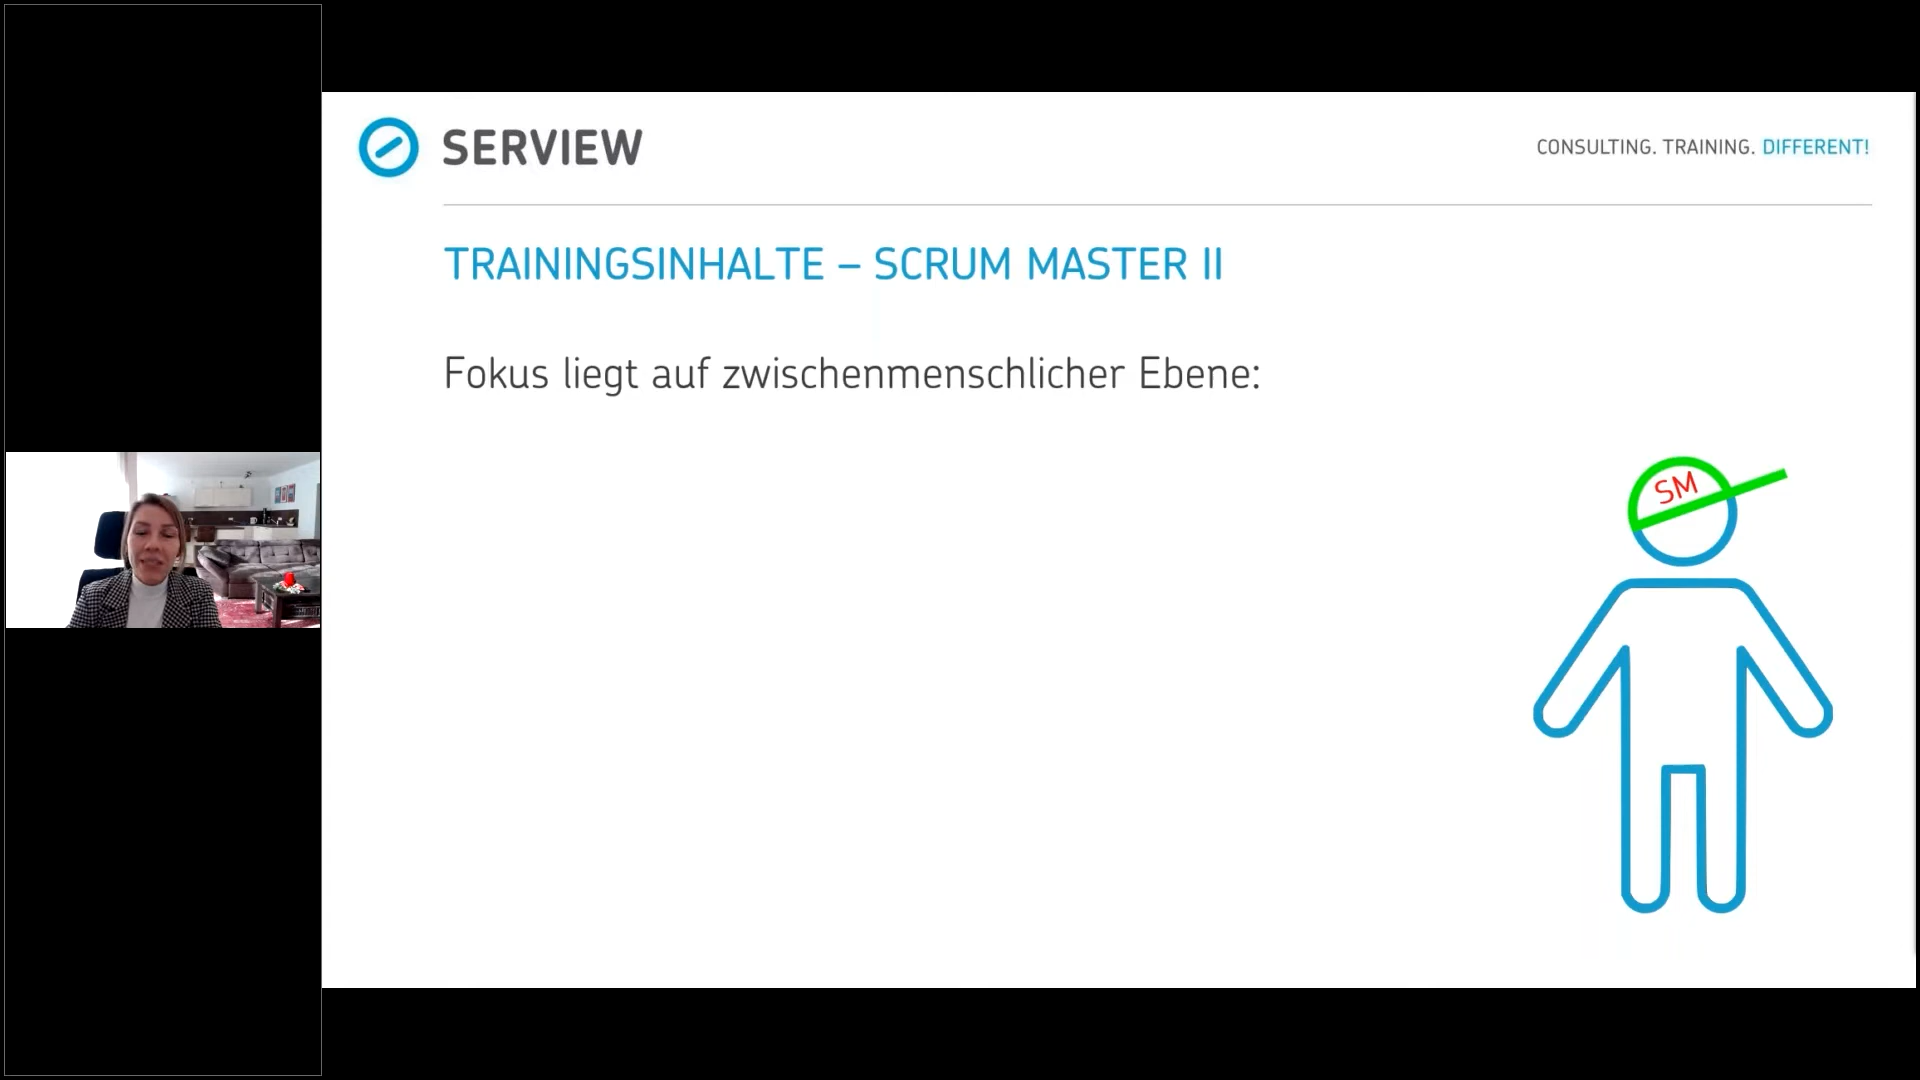 SERVIEW
CONSULTING. TRAINING. DIFFERENT!
TRAININGSINHALTE – SCRUM MASTER II
Fokus liegt auf zwischenmenschlicher Ebene:
SM